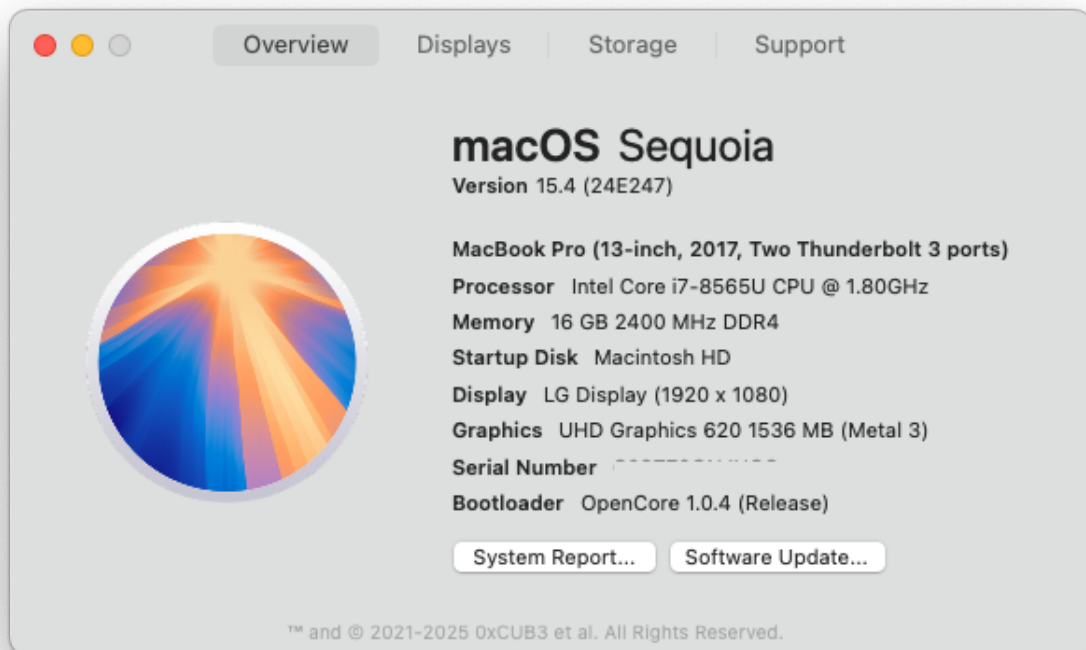 Overview Displays Storage Support
macOS Sequoia
Version 15.4 (24E247)
MacBook Pro (13-inch, 2017, Two Thunderbolt 3 ports)
Processor Intel Core i7-8565U CPU @ 1.80GHz
Memory 16 GB 2400 MHz DDR4
Startup Disk Macintosh HD
Display LG Display (1920 x 1080)
Graphics UHD Graphics 620 1536 MB (Metal 3)
Serial Number
Bootloader OpenCore 1.0.4 (Release)
System Report... Software Update...
™ and © 2021-2025 0xCUB3 et al. All Rights Reserved.